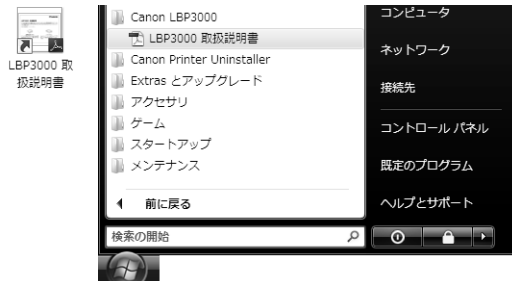 LBP3000 取
扱説明書
Canon LBP3000
LBP3000 取扱説明書
Canon Printer Uninstaller
Extras とアップグレード
アクセサリ
ゲーム
スタートアップ
メンテナンス
前に戻る
検索の開始
コンピュータ
ネットワーク
接続先
コントロール パネル
既定のプログラム
ヘルプとサポート